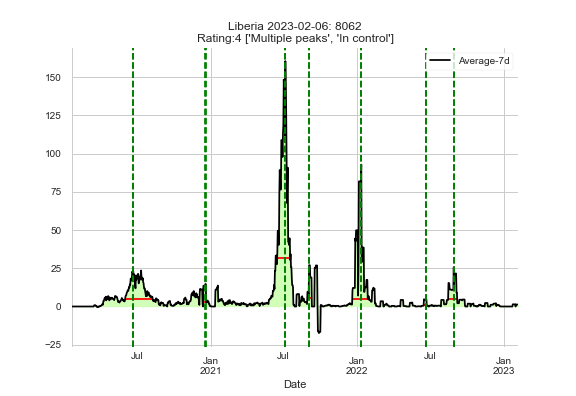 Liberia 2023-02-06: 8062
Rating:4 ['Multiple peaks', 'In control']
Average-7d
150
125
100
75
50
25
0
−25
Jul
Jan
2021
Jul
Jan
2022
Jul
Jan
2023
Date